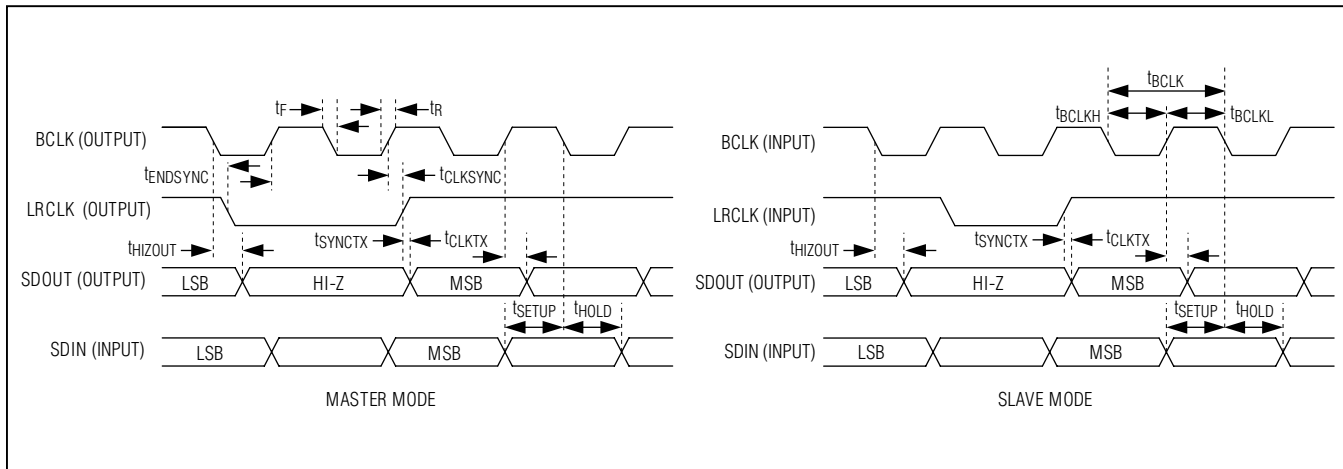 tF
tR
BCLK (OUTPUT)
tENDSYNC
tCLKSYNC
LRCLK (OUTPUT)
tHIZOUT
tSYNCTX
tCLKTX
SDOUT (OUTPUT)
LSB
HI-Z
MSB
tSETUP
tHOLD
SDIN (INPUT)
LSB
MSB
MASTER MODE
tBCLK
tBCLKH
tBCLKL
BCLK (INPUT)
LRCLK (INPUT)
tHIZOUT
tSYNCTX
tCLKTX
SDOUT (OUTPUT)
LSB
HI-Z
MSB
tSETUP
tHOLD
SDIN (INPUT)
LSB
MSB
SLAVE MODE